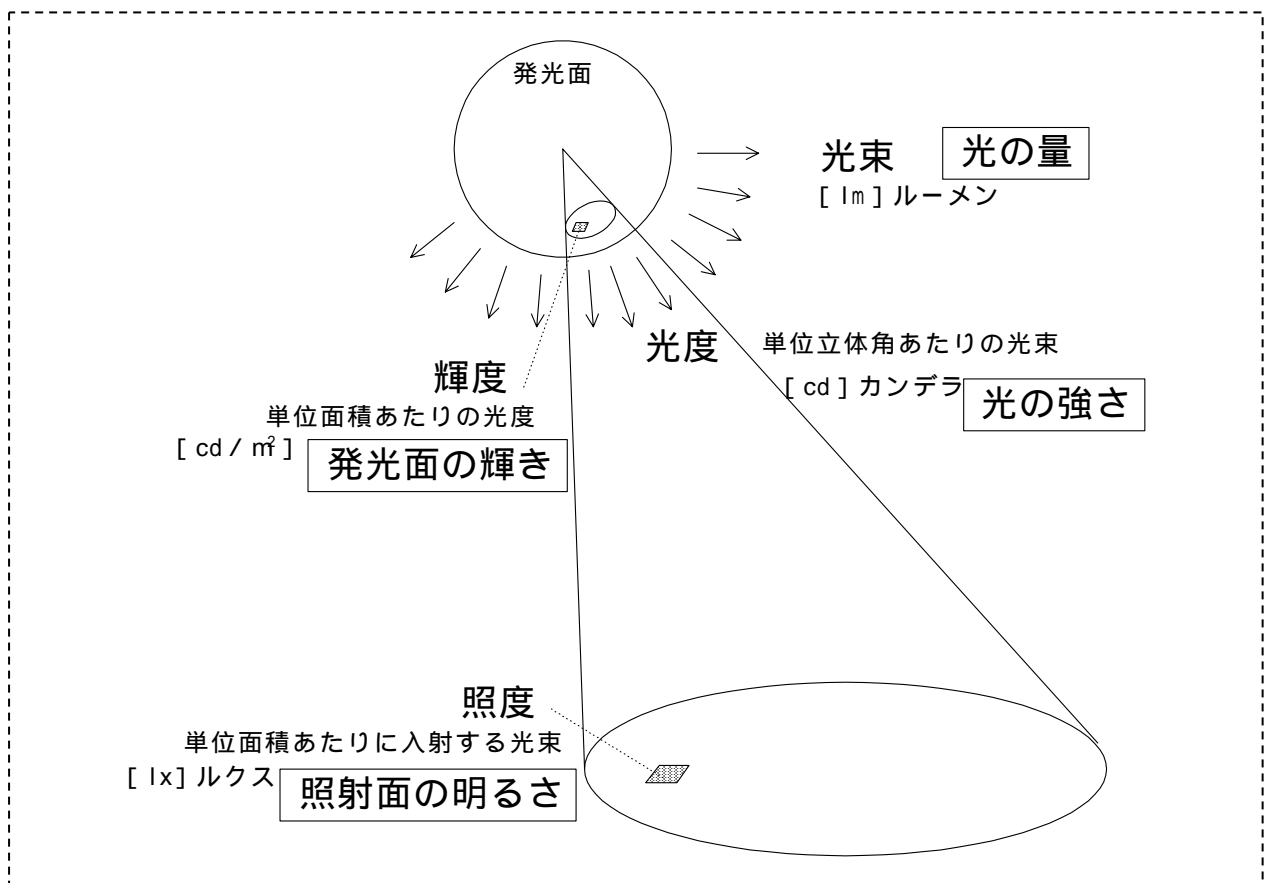 発光面
光束 光の量
[lm]ルーメン
光度 単位立体角あたりの光束
[cd]カンデラ 光の強さ
輝度
単位面積あたりの光度
[cd/㎡] 発光面の輝き
照度
単位面積あたりに入射する光束
[lx]ルクス 照射面の明るさ